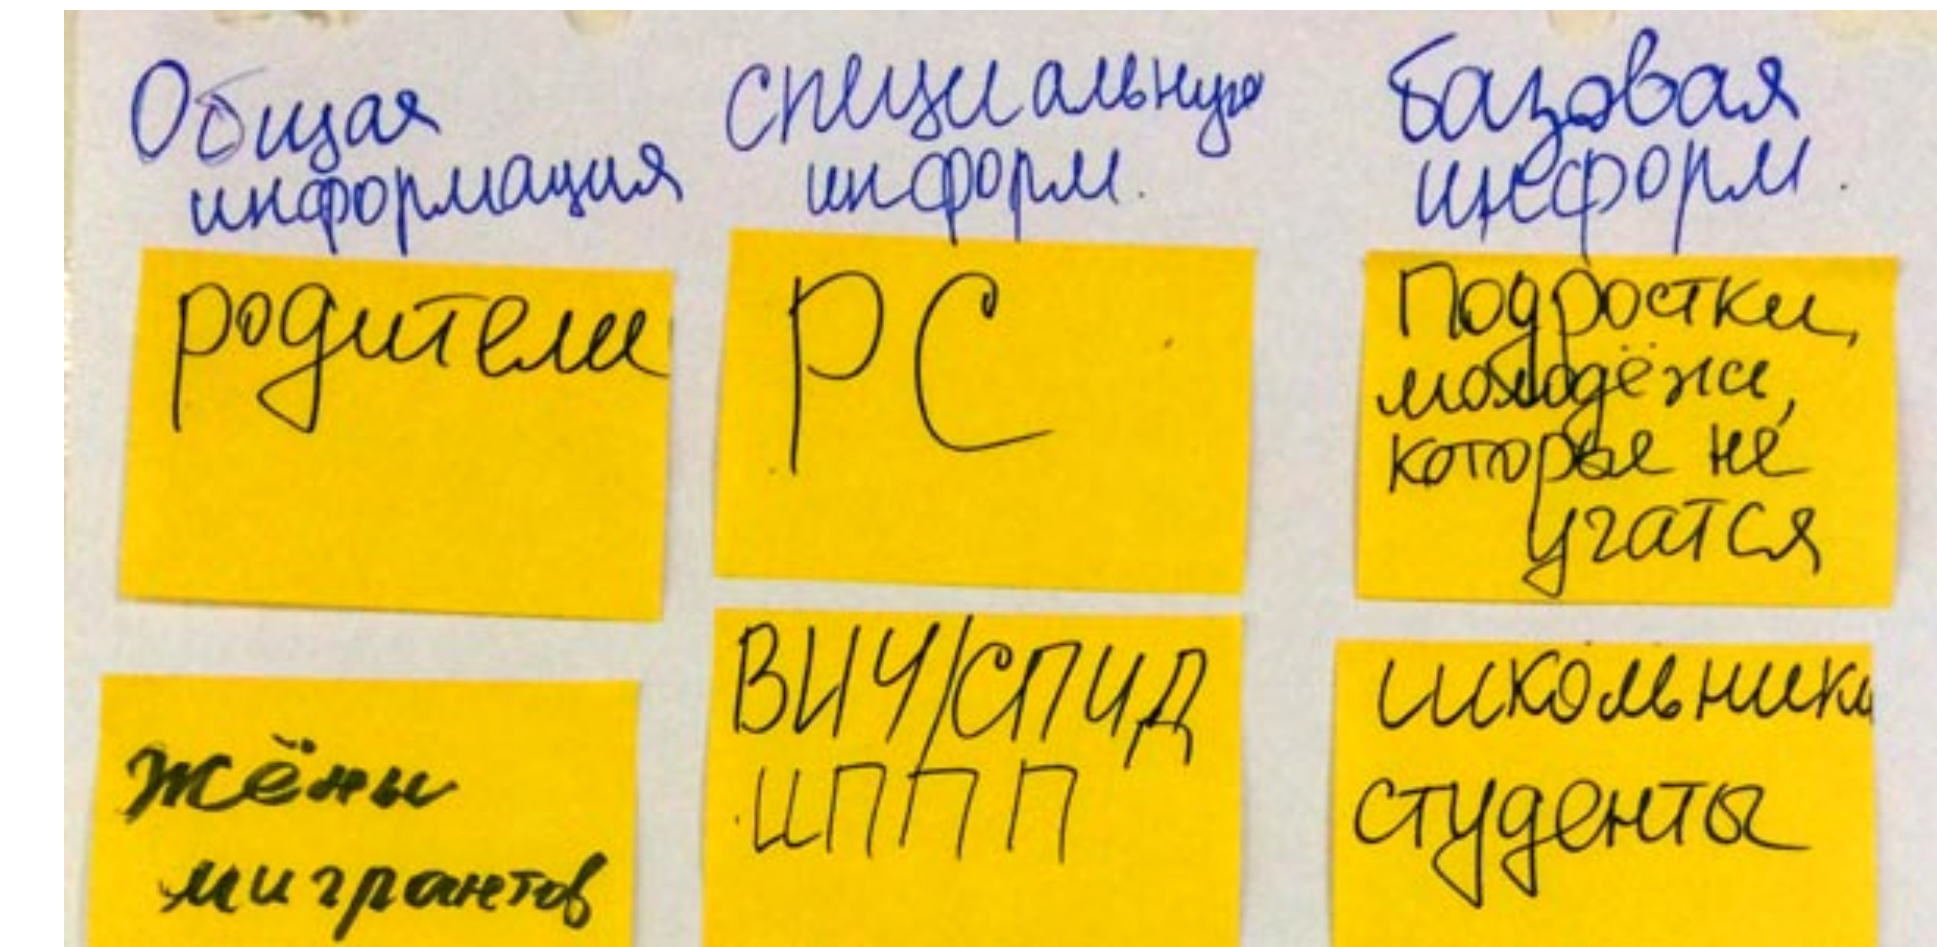 Общая
информация
родители
жёны
мигрантов
специальную
информ.
РС
ВИЧ/СПИД
ИППП
базовая
информ.
Подростки,
молодёжи,
которые не
учатся
школьники
студенты